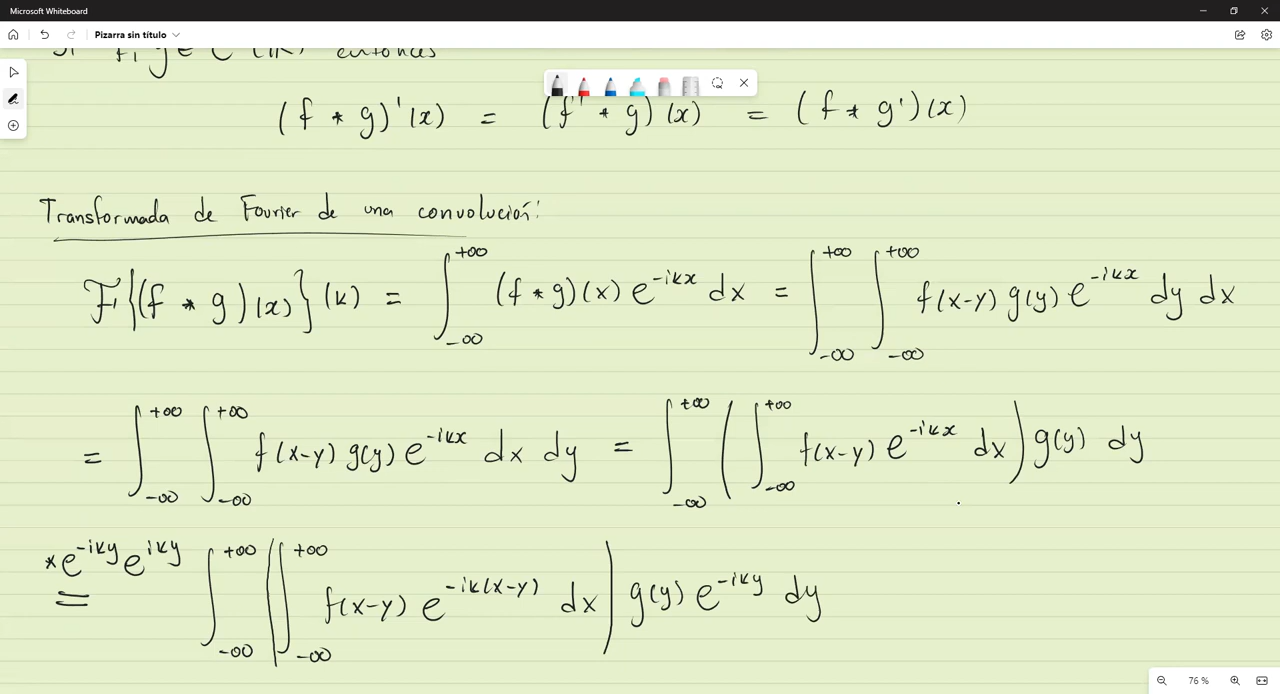 Microsoft Whiteboard
Pizarra sin título
entonces
(f * g)'(x) = (f' * g)(x) = (f * g')(x)
Transformada de Fourier de una convolución:
ℱ{(f * g)(x)}(k) = ∫_{-∞}^{+∞} (f * g)(x) e^{-ikx} dx = ∫_{-∞}^{+∞} ∫_{-∞}^{+∞} f(x-y) g(y) e^{-ikx} dy dx
= ∫_{-∞}^{+∞} ∫_{-∞}^{+∞} f(x-y) g(y) e^{-ikx} dx dy = ∫_{-∞}^{+∞} (∫_{-∞}^{+∞} f(x-y) e^{-ikx} dx) g(y) dy
*e^{-iky} e^{iky} = ∫_{-∞}^{+∞} (∫_{-∞}^{+∞} f(x-y) e^{-ik(x-y)} dx) g(y) e^{-iky} dy
76 %